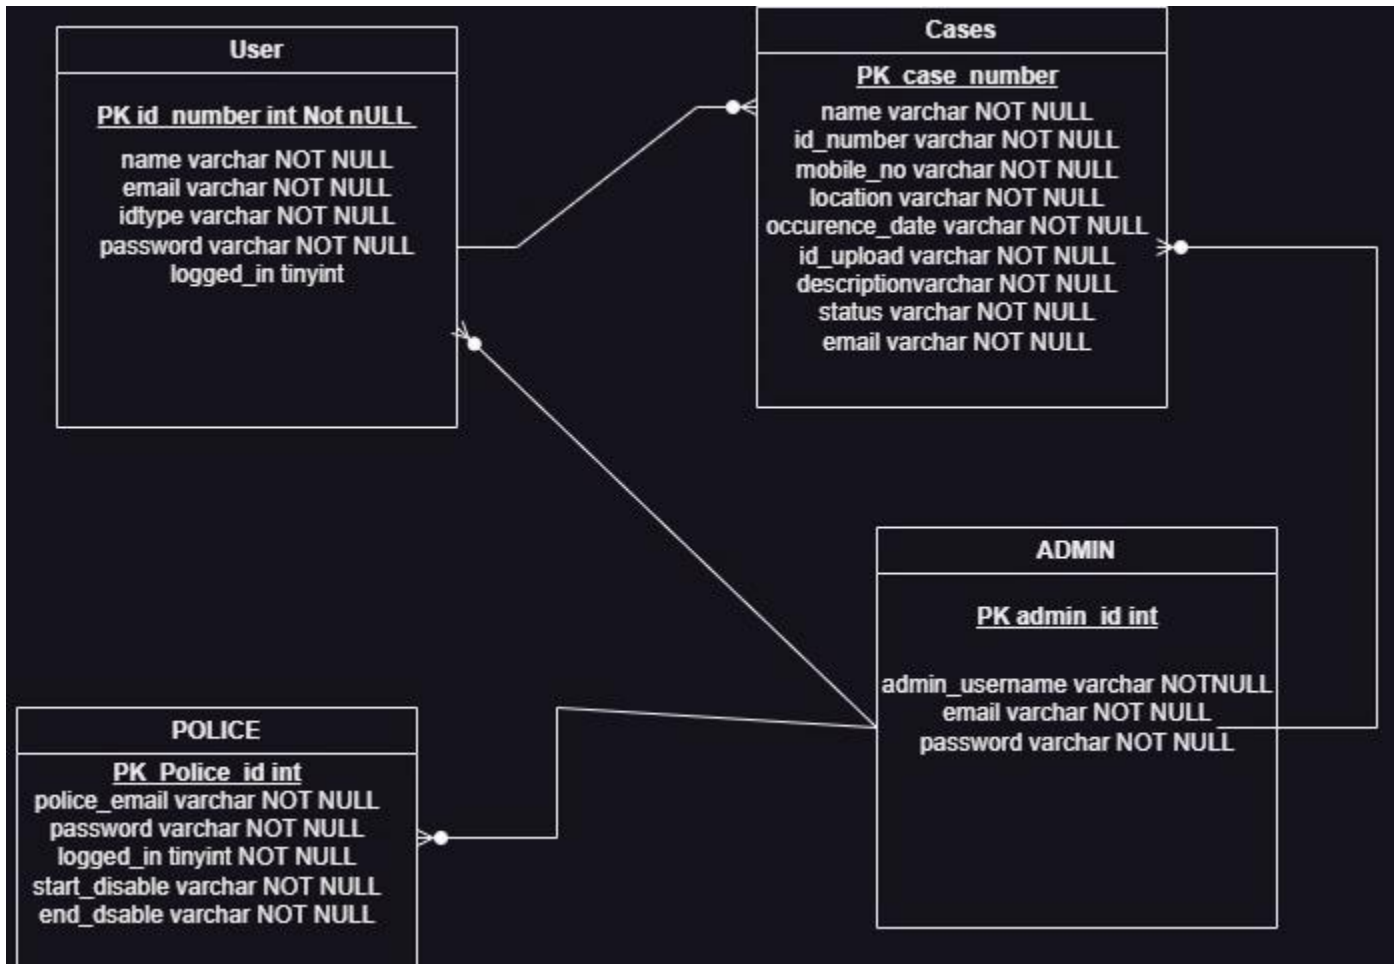 User
PK id_number int Not nULL
name varchar NOT NULL
email varchar NOT NULL
idtype varchar NOT NULL
password varchar NOT NULL
logged_in tinyint
Cases
PK case_number
name varchar NOT NULL
id_number varchar NOT NULL
mobile_no varchar NOT NULL
location varchar NOT NULL
occurence_date varchar NOT NULL
id_upload varchar NOT NULL
descriptionvarchar NOT NULL
status varchar NOT NULL
email varchar NOT NULL
ADMIN
PK admin_id int
admin_username varchar NOTNULL
email varchar NOT NULL
password varchar NOT NULL
POLICE
PK Police_id int
police_email varchar NOT NULL
password varchar NOT NULL
logged_in tinyint NOT NULL
start_disable varchar NOT NULL
end_dsable varchar NOT NULL